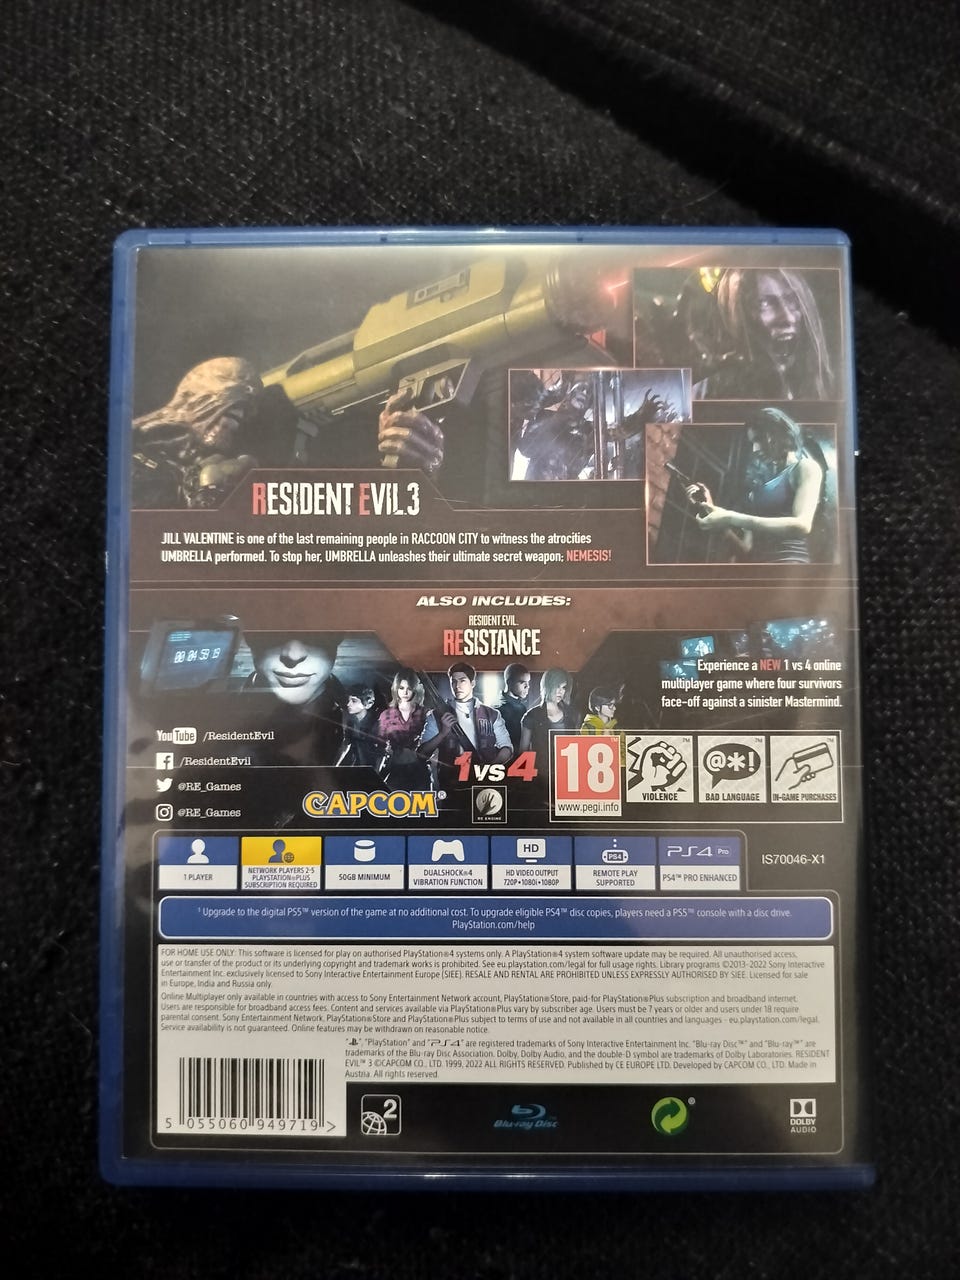 RESIDENT EVIL 3
JILL VALENTINE is one of the last remaining people in RACCOON CITY to witness the atrocities
UMBRELLA performed. To stop her, UMBRELLA unleashes their ultimate secret weapon; NEMESIS!
ALSO INCLUDES:
RESIDENT EVIL
RESISTANCE
00:04:59:19
Experience a NEW 1 vs 4 online
multiplayer game where four survivors
face-off against a sinister Mastermind.
YouTube /ResidentEvil
/ResidentEvil
@RE_Games
@RE_Games
1vs4
CAPCOM®
RE ENGINE
18
www.pegi.info
VIOLENCE
BAD LANGUAGE
IN-GAME PURCHASES
1 PLAYER
NETWORK PLAYERS 2-5
PLAYSTATION®PLUS
SUBSCRIPTION REQUIRED
50GB MINIMUM
DUALSHOCK®4
VIBRATION FUNCTION
HD
HD VIDEO OUTPUT
720P•1080i•1080P
PS4
REMOTE PLAY
SUPPORTED
PS4 Pro
PS4™ PRO ENHANCED
IS70046-X1
¹ Upgrade to the digital PS5™ version of the game at no additional cost. To upgrade eligible PS4™ disc copies, players need a PS5™ console with a disc drive.
PlayStation.com/help
FOR HOME USE ONLY: This software is licensed for play on authorised PlayStation®4 systems only. A PlayStation®4 system software update may be required. All unauthorised access,
use or transfer of the product or its underlying copyright and trademark works is prohibited. See eu.playstation.com/legal for full usage rights. Library programs ©2013-2022 Sony Interactive
Entertainment Inc. exclusively licensed to Sony Interactive Entertainment Europe (SIEE). RESALE AND RENTAL ARE PROHIBITED UNLESS EXPRESSLY AUTHORISED BY SIEE. Licensed for sale
in Europe, India and Russia only.
Online Multiplayer only available in countries with access to Sony Entertainment Network account, PlayStation®Store, paid-for PlayStation®Plus subscription and broadband internet.
Users are responsible for broadband access fees. Content and services available via PlayStation®Plus vary by subscriber age. Users must be 7 years or older and users under 18 require
parental consent. Sony Entertainment Network, PlayStation®Store and PlayStation®Plus subject to terms of use and not available in all countries and languages - eu.playstation.com/legal.
Service availability is not guaranteed. Online features may be withdrawn on reasonable notice.
"PlayStation" and "PS4" are registered trademarks of Sony Interactive Entertainment Inc. "Blu-ray Disc™" and "Blu-ray™" are
trademarks of the Blu-ray Disc Association. Dolby, Dolby Audio, and the double-D symbol are trademarks of Dolby Laboratories. RESIDENT
EVIL™ 3 ©CAPCOM CO., LTD. 1999, 2022 ALL RIGHTS RESERVED. Published by CE EUROPE LTD. Developed by CAPCOM CO., LTD. Made in
Austria. All rights reserved.
5 055060 949719 >
2
Blu-ray Disc
®
DOLBY
AUDIO